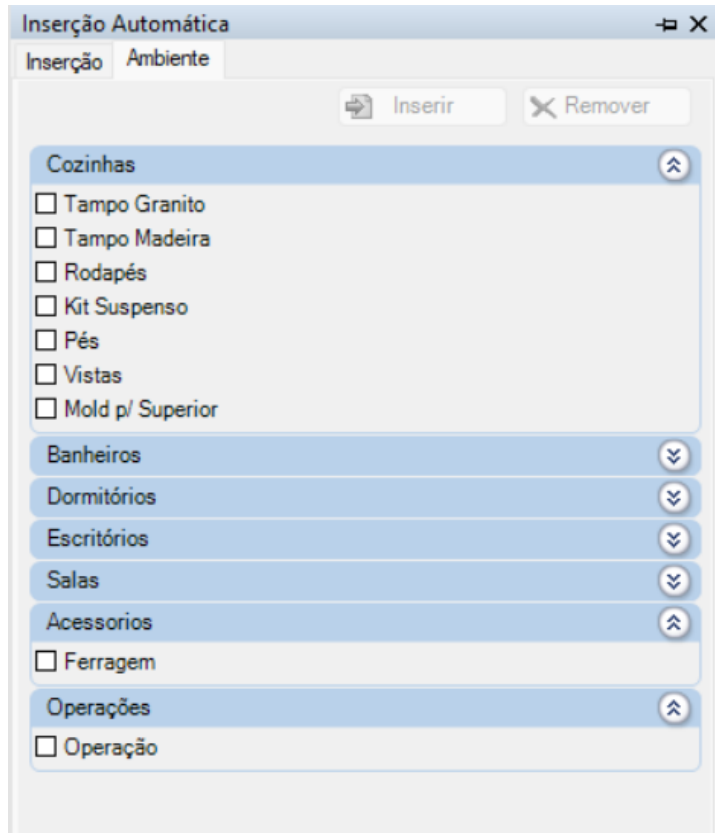 Inserção Automática
Inserção Ambiente
Inserir Remover
Cozinhas
Tampo Granito
Tampo Madeira
Rodapés
Kit Suspenso
Pés
Vistas
Mold p/ Superior
Banheiros
Dormitórios
Escritórios
Salas
Acessorios
Ferragem
Operações
Operação